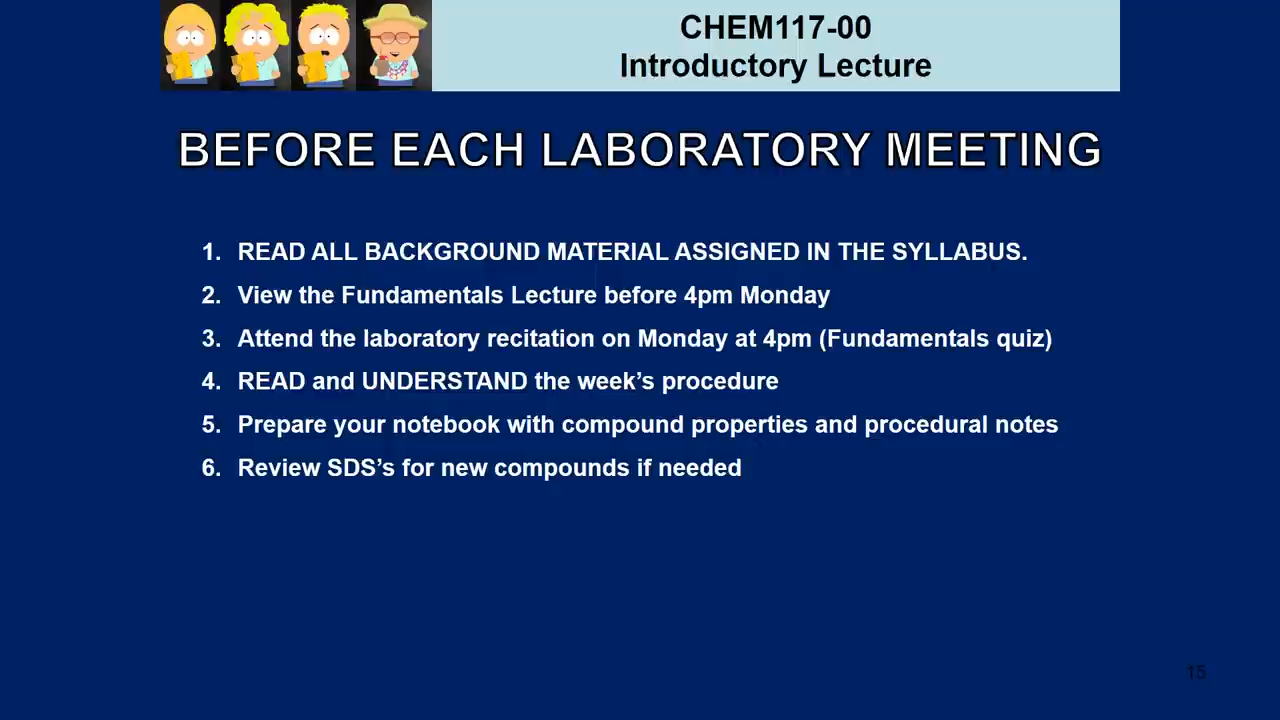 CHEM117-00
Introductory Lecture
BEFORE EACH LABORATORY MEETING
1. READ ALL BACKGROUND MATERIAL ASSIGNED IN THE SYLLABUS.
2. View the Fundamentals Lecture before 4pm Monday
3. Attend the laboratory recitation on Monday at 4pm (Fundamentals quiz)
4. READ and UNDERSTAND the week’s procedure
5. Prepare your notebook with compound properties and procedural notes
6. Review SDS’s for new compounds if needed
15